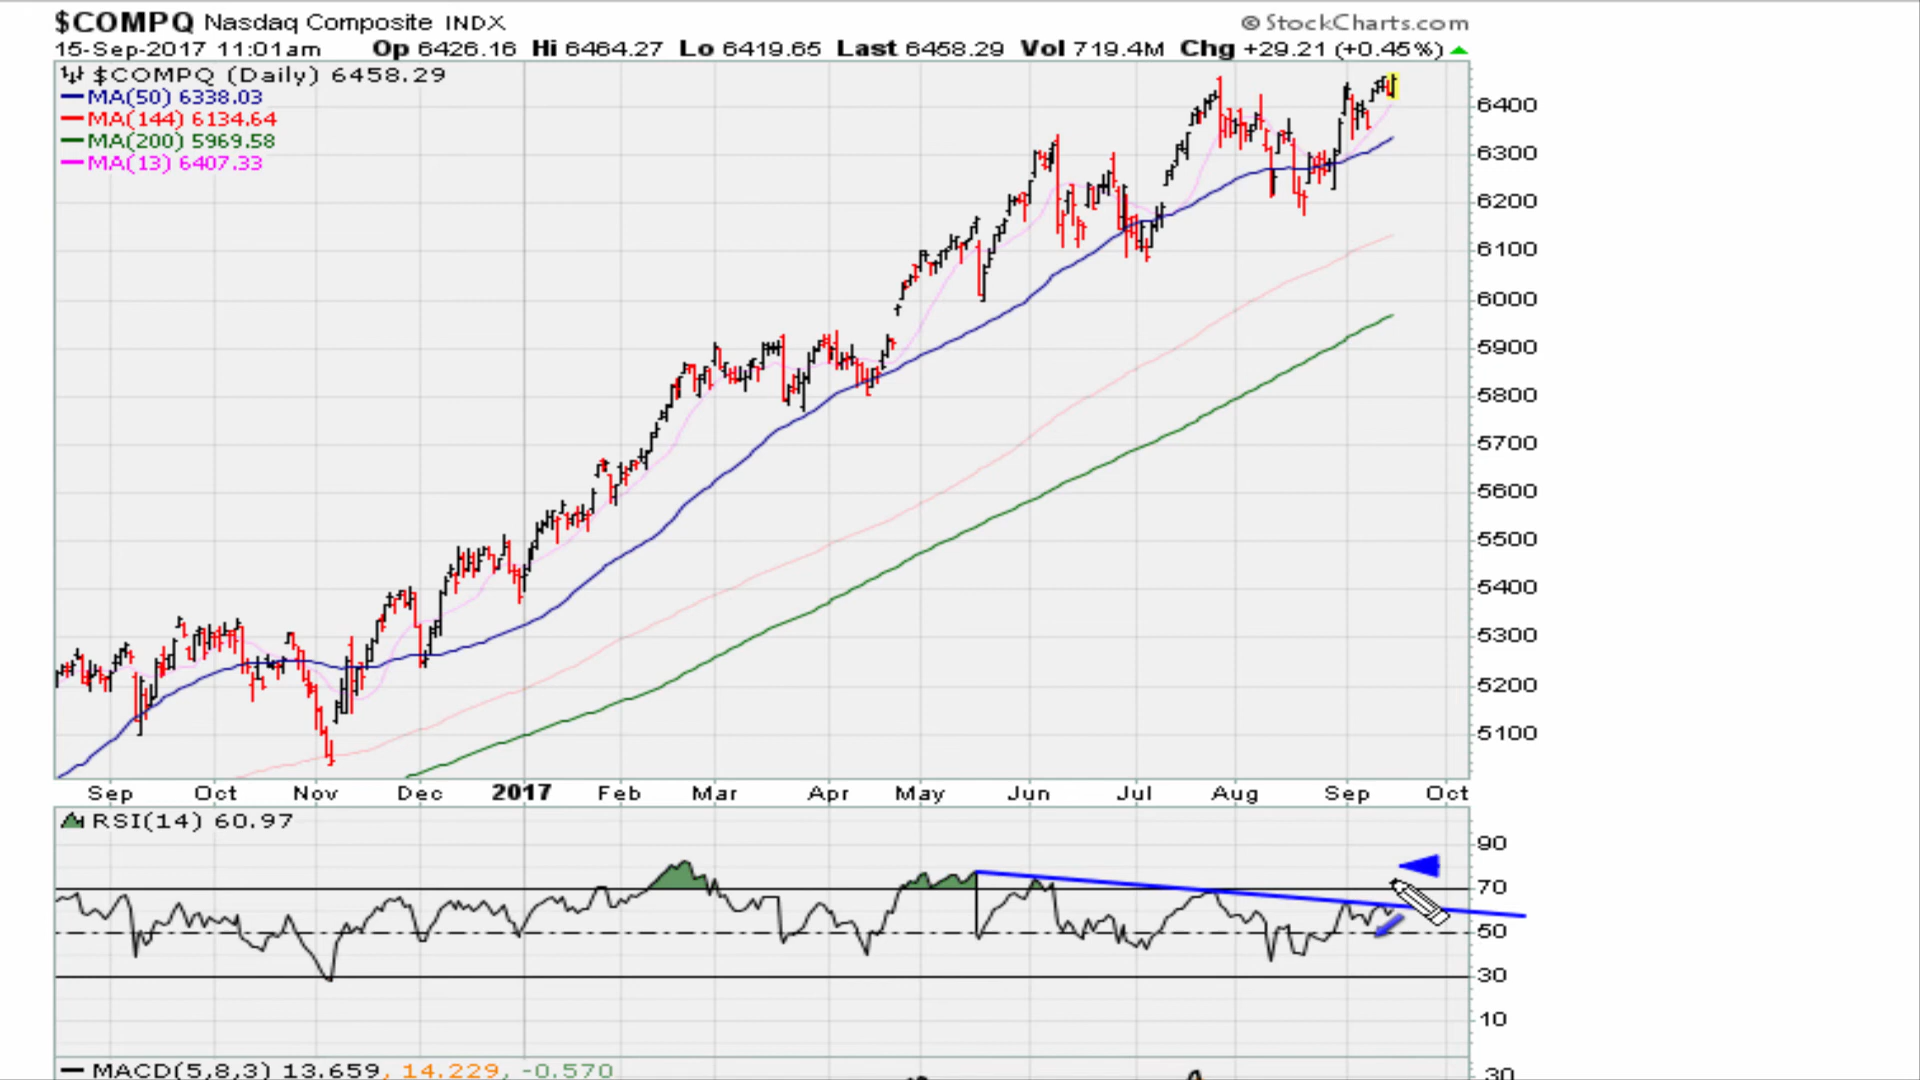 $COMPQ Nasdaq Composite INDX
© StockCharts.com
15-Sep-2017 11:01am Op 6426.16 Hi 6464.27 Lo 6419.65 Last 6458.29 Vol 719.4M Chg +29.21 (+0.45%)
$COMPQ (Daily) 6458.29
MA(50) 6338.03
MA(144) 6134.64
MA(200) 5969.58
MA(13) 6407.33
6400
6300
6200
6100
6000
5900
5800
5700
5600
5500
5400
5300
5200
5100
Sep Oct Nov Dec 2017 Feb Mar Apr May Jun Jul Aug Sep Oct
RSI(14) 60.97
90
70
50
30
10
MACD(5,8,3) 13.659, 14.229, -0.570
30